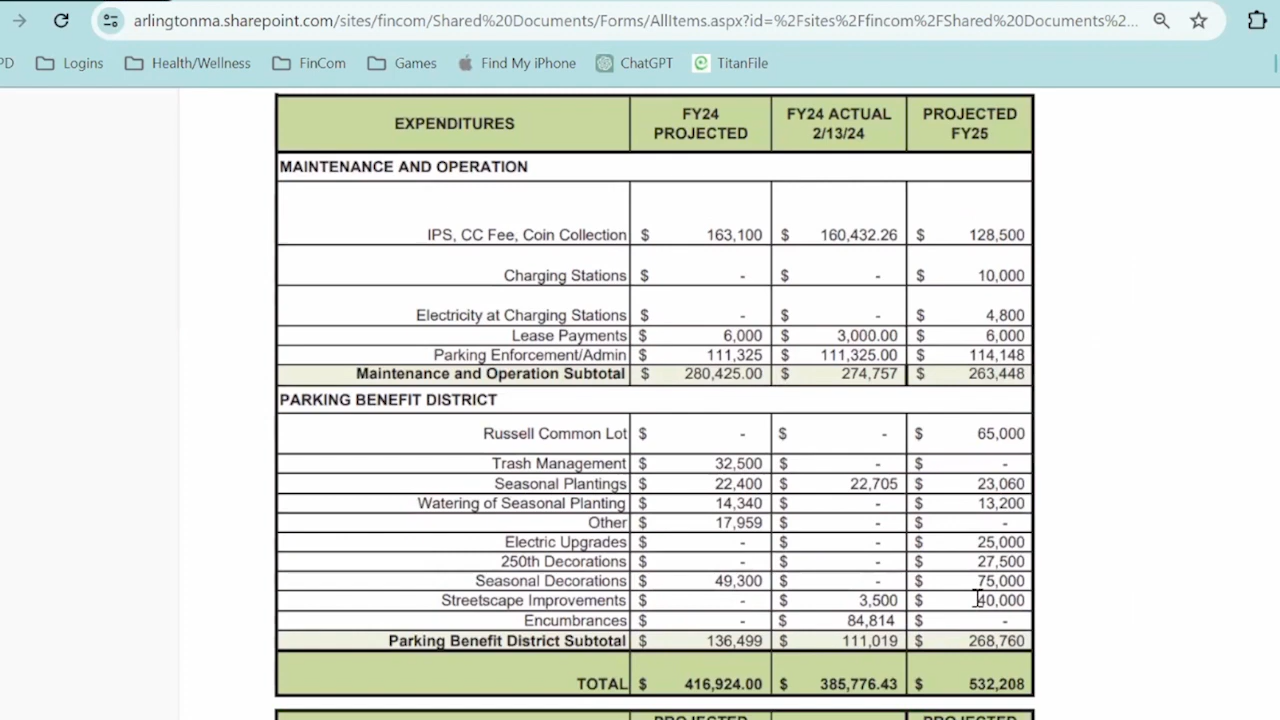 arlingtonma.sharepoint.com/sites/fincom/Shared%20Documents/Forms/AllItems.aspx?id=%2Fsites%2Ffincom%2FShared%20Documents%2...
PD Logins Health/Wellness FinCom Games Find My iPhone ChatGPT TitanFile
EXPENDITURES FY24 PROJECTED FY24 ACTUAL 2/13/24 PROJECTED FY25
MAINTENANCE AND OPERATION
IPS, CC Fee, Coin Collection $ 163,100 $ 160,432.26 $ 128,500
Charging Stations $ - $ - $ 10,000
Electricity at Charging Stations $ - $ - $ 4,800
Lease Payments $ 6,000 $ 3,000.00 $ 6,000
Parking Enforcement/Admin $ 111,325 $ 111,325.00 $ 114,148
Maintenance and Operation Subtotal $ 280,425.00 $ 274,757 $ 263,448
PARKING BENEFIT DISTRICT
Russell Common Lot $ - $ - $ 65,000
Trash Management $ 32,500 $ - $ -
Seasonal Plantings $ 22,400 $ 22,705 $ 23,060
Watering of Seasonal Planting $ 14,340 $ - $ 13,200
Other $ 17,959 $ - $ -
Electric Upgrades $ - $ - $ 25,000
250th Decorations $ - $ - $ 27,500
Seasonal Decorations $ 49,300 $ - $ 75,000
Streetscape Improvements $ - $ 3,500 $ 40,000
Encumbrances $ - $ 84,814 $ -
Parking Benefit District Subtotal $ 136,499 $ 111,019 $ 268,760
TOTAL $ 416,924.00 $ 385,776.43 $ 532,208
PROJECTED PROJECTED